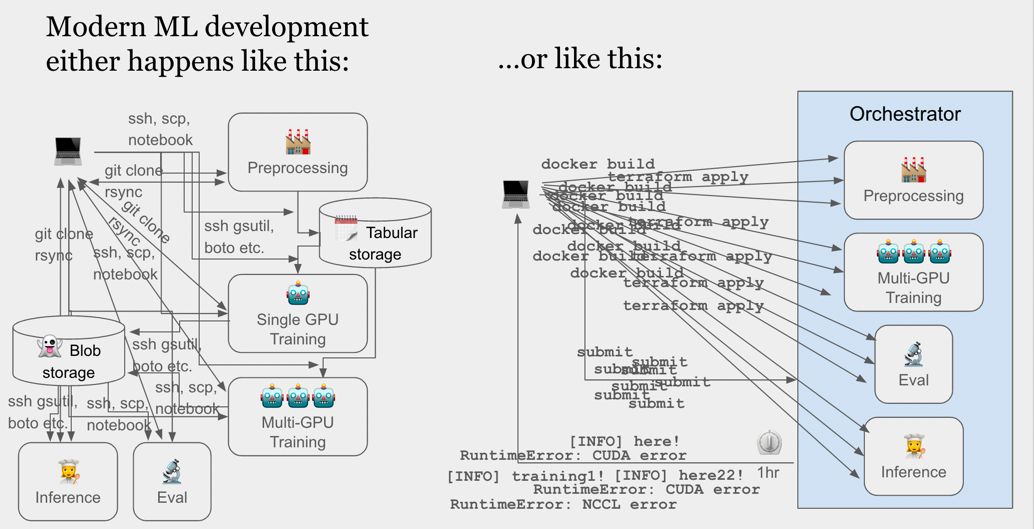 Modern ML development
either happens like this:
...or like this:
ssh, scp,
notebook
git clone
rsync
Preprocessing
git clone
rsync
git clone
rsync
ssh, scp,
notebook
ssh gsutil,
boto etc.
Tabular
storage
Single GPU
Training
Blob
storage
ssh gsutil,
boto etc.
ssh, scp,
notebook
ssh gsutil,
boto etc.
ssh, scp,
notebook
Multi-GPU
Training
Inference
Eval
Orchestrator
docker build
terraform apply
docker build
docker build
docker build
terraform apply
docker build
docker build
docker build
docker build
terraform apply
docker build
terraform apply
terraform apply
submit
submit
submit
submit
submit
submit
submit
submit
[INFO] here!
RuntimeError: CUDA error
[INFO] training1! [INFO] here22!
RuntimeError: CUDA error
RuntimeError: NCCL error
1hr
Preprocessing
Multi-GPU
Training
Eval
Inference